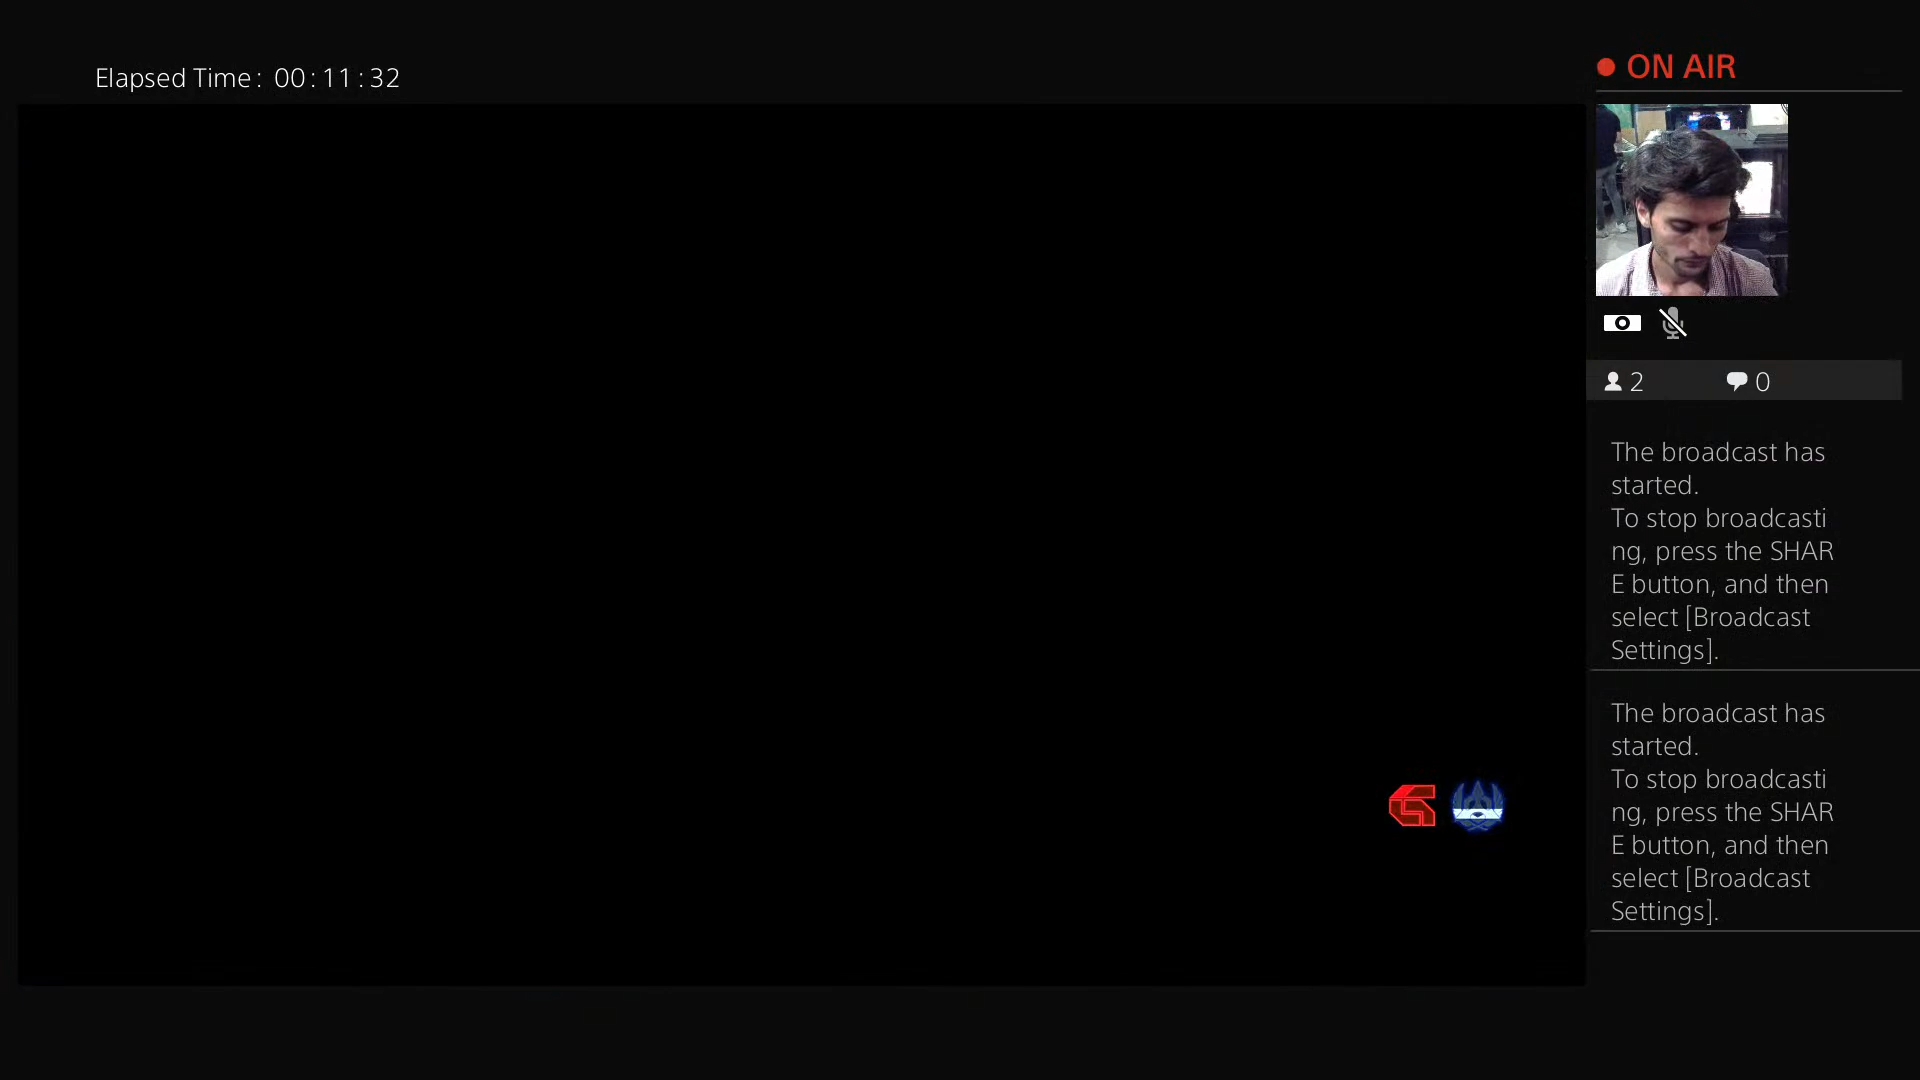 Elapsed Time: 00:11:32
ON AIR
2
0
The broadcast has
started.
To stop broadcasti
ng, press the SHAR
E button, and then
select [Broadcast
Settings].
The broadcast has
started.
To stop broadcasti
ng, press the SHAR
E button, and then
select [Broadcast
Settings].